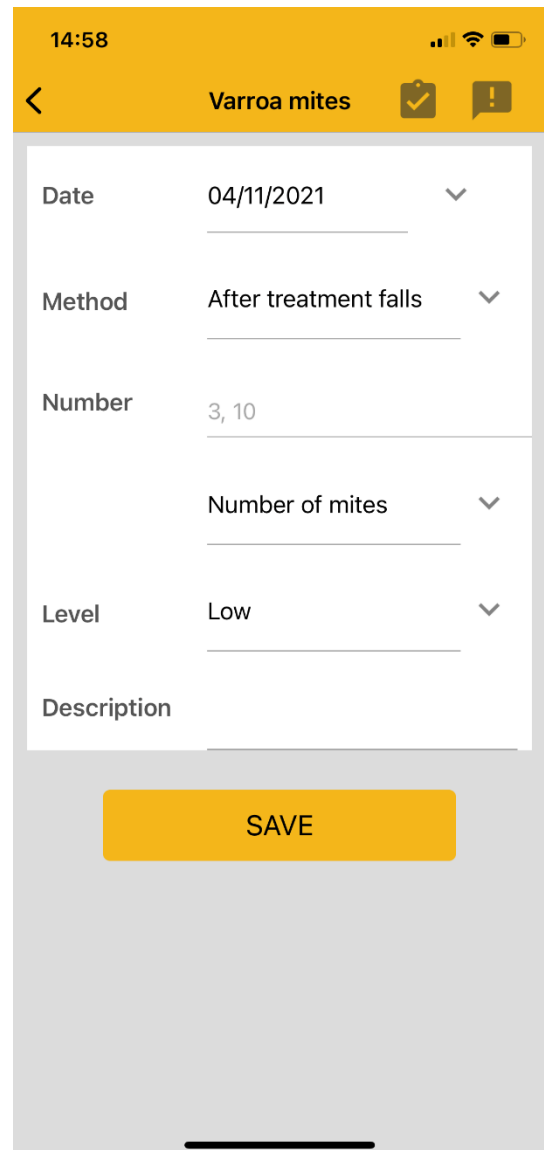 14:58
Varroa mites
Date 04/11/2021
Method After treatment falls
Number 3, 10
Number of mites
Level Low
Description
SAVE